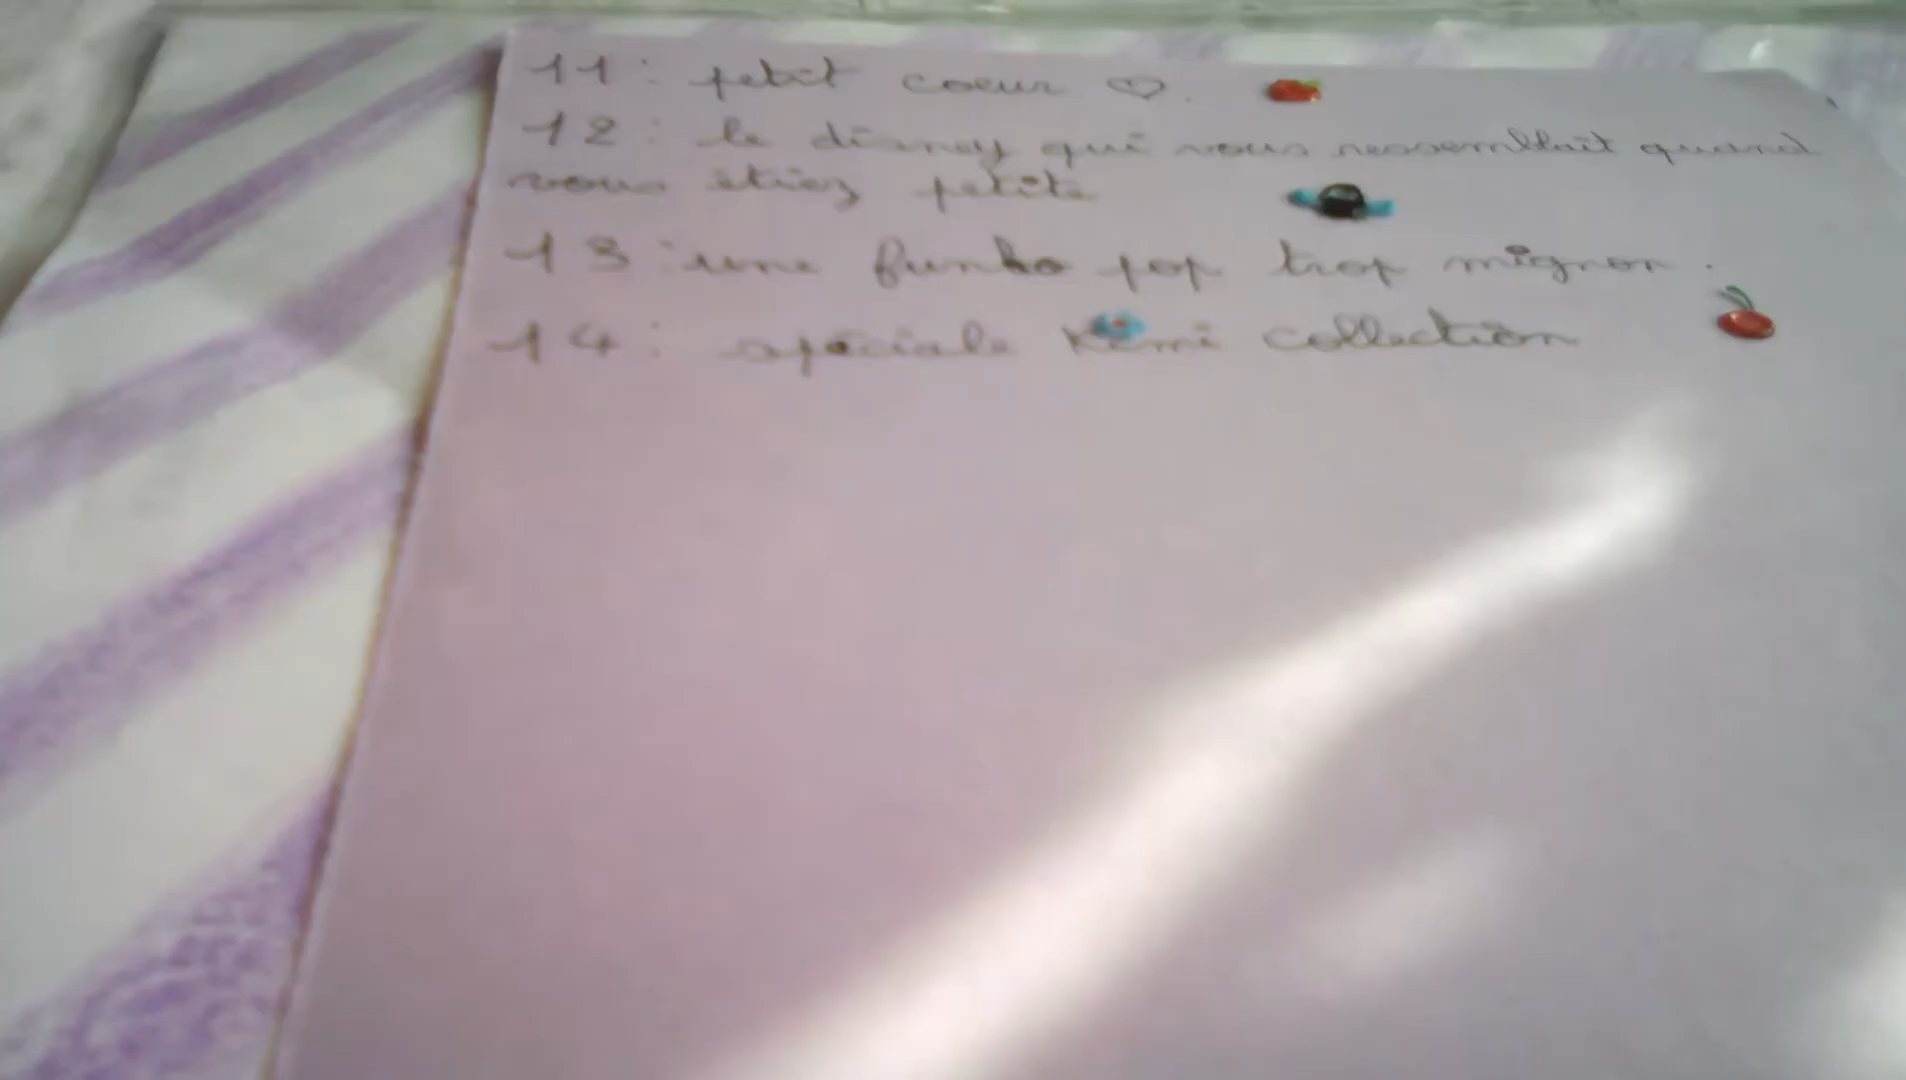 11: petit coeur ♡.
12: le disney qui vous ressemblait quand
vous étiez petite
13: une funko pop trop mignon.
14: spéciale Kimi collection